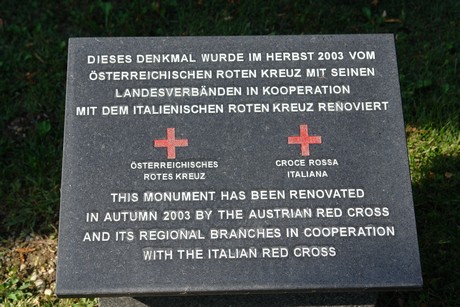 DIESES DENKMAL WURDE IM HERBST 2003 VOM
ÖSTERREICHISCHEN ROTEN KREUZ MIT SEINEN
LANDESVERBÄNDEN IN KOOPERATION
MIT DEM ITALIENISCHEN ROTEN KREUZ RENOVIERT
ÖSTERREICHISCHES
ROTES KREUZ
CROCE ROSSA
ITALIANA
THIS MONUMENT HAS BEEN RENOVATED
IN AUTUMN 2003 BY THE AUSTRIAN RED CROSS
AND ITS REGIONAL BRANCHES IN COOPERATION
WITH THE ITALIAN RED CROSS